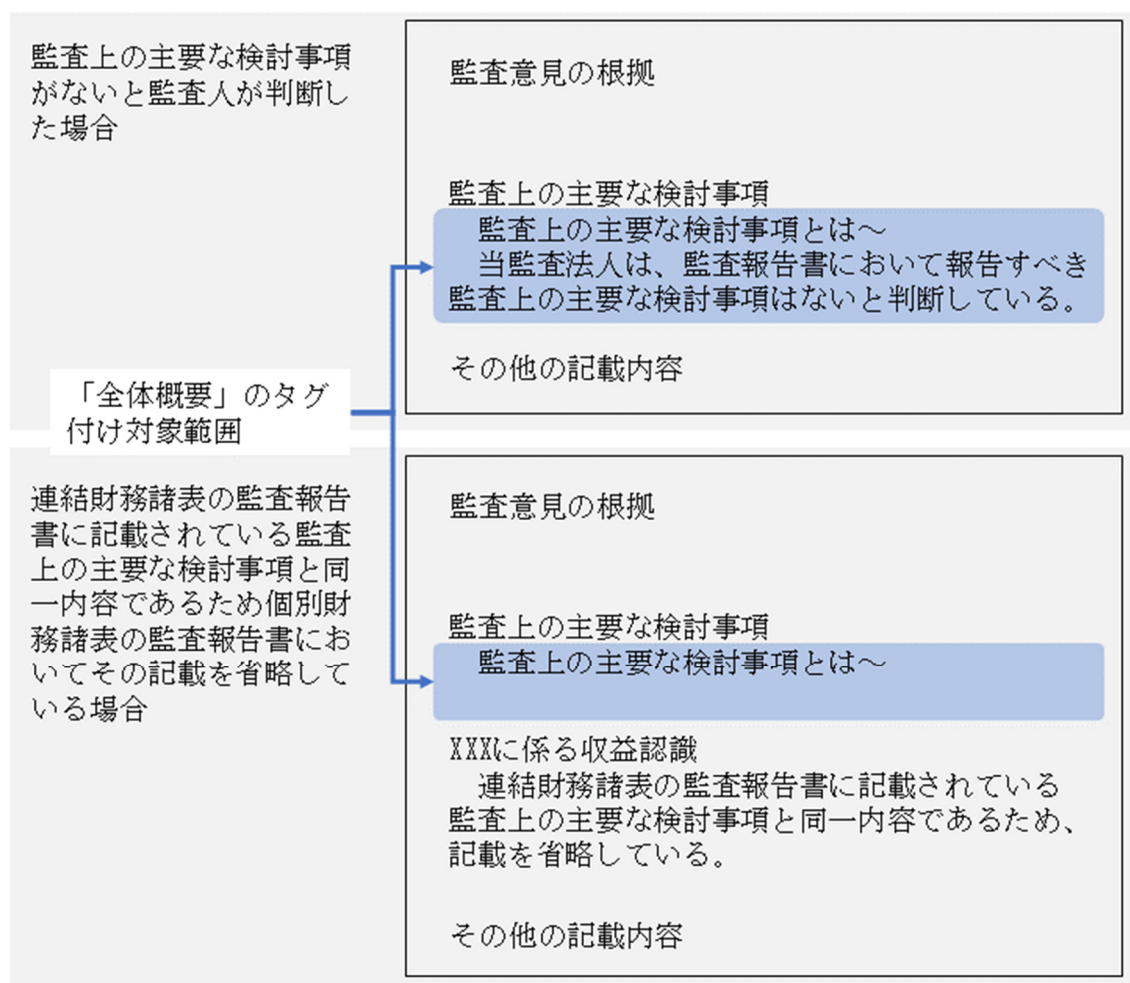 監査上の主要な検討事項
がないと監査人が判断し
た場合
監査意見の根拠
監査上の主要な検討事項
監査上の主要な検討事項とは～
当監査法人は、監査報告書において報告すべき
監査上の主要な検討事項はないと判断している。
その他の記載内容
「全体概要」のタグ
付け対象範囲
連結財務諸表の監査報告
書に記載されている監査
上の主要な検討事項と同
一内容であるため個別財
務諸表の監査報告書にお
いてその記載を省略して
いる場合
監査意見の根拠
監査上の主要な検討事項
監査上の主要な検討事項とは～
XXXに係る収益認識
連結財務諸表の監査報告書に記載されている
監査上の主要な検討事項と同一内容であるため、
記載を省略している。
その他の記載内容